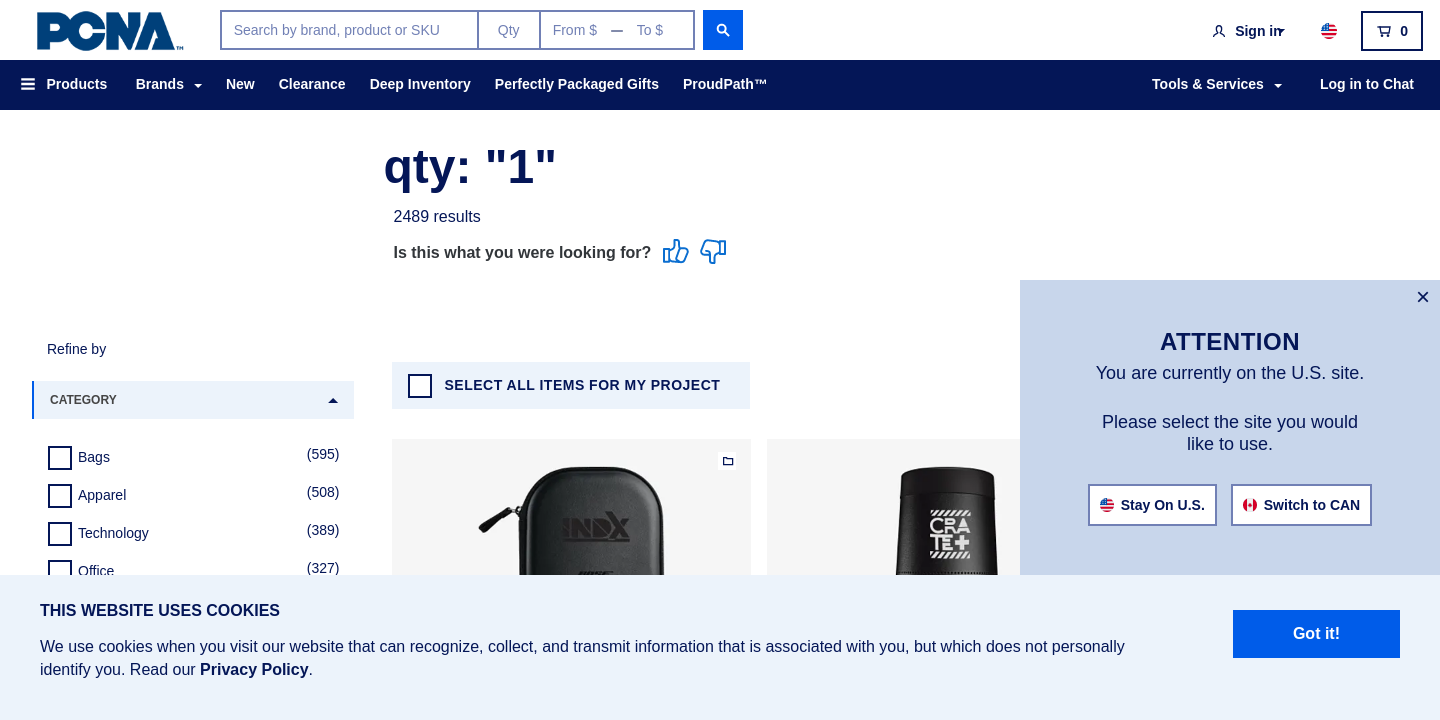 PCNA™
Search by brand, product or SKU
Qty
From $ — To $
Sign in
0
Products
Brands
New
Clearance
Deep Inventory
Perfectly Packaged Gifts
ProudPath™
Tools & Services
Log in to Chat
qty: "1"
2489 results
Is this what you were looking for?
Refine by
CATEGORY
Bags (595)
Apparel (508)
Technology (389)
Office (327)
SELECT ALL ITEMS FOR MY PROJECT
INDX
CRATE+
ATTENTION
You are currently on the U.S. site.
Please select the site you would
like to use.
Stay On U.S.
Switch to CAN
THIS WEBSITE USES COOKIES
We use cookies when you visit our website that can recognize, collect, and transmit information that is associated with you, but which does not personally
identify you. Read our Privacy Policy.
Got it!